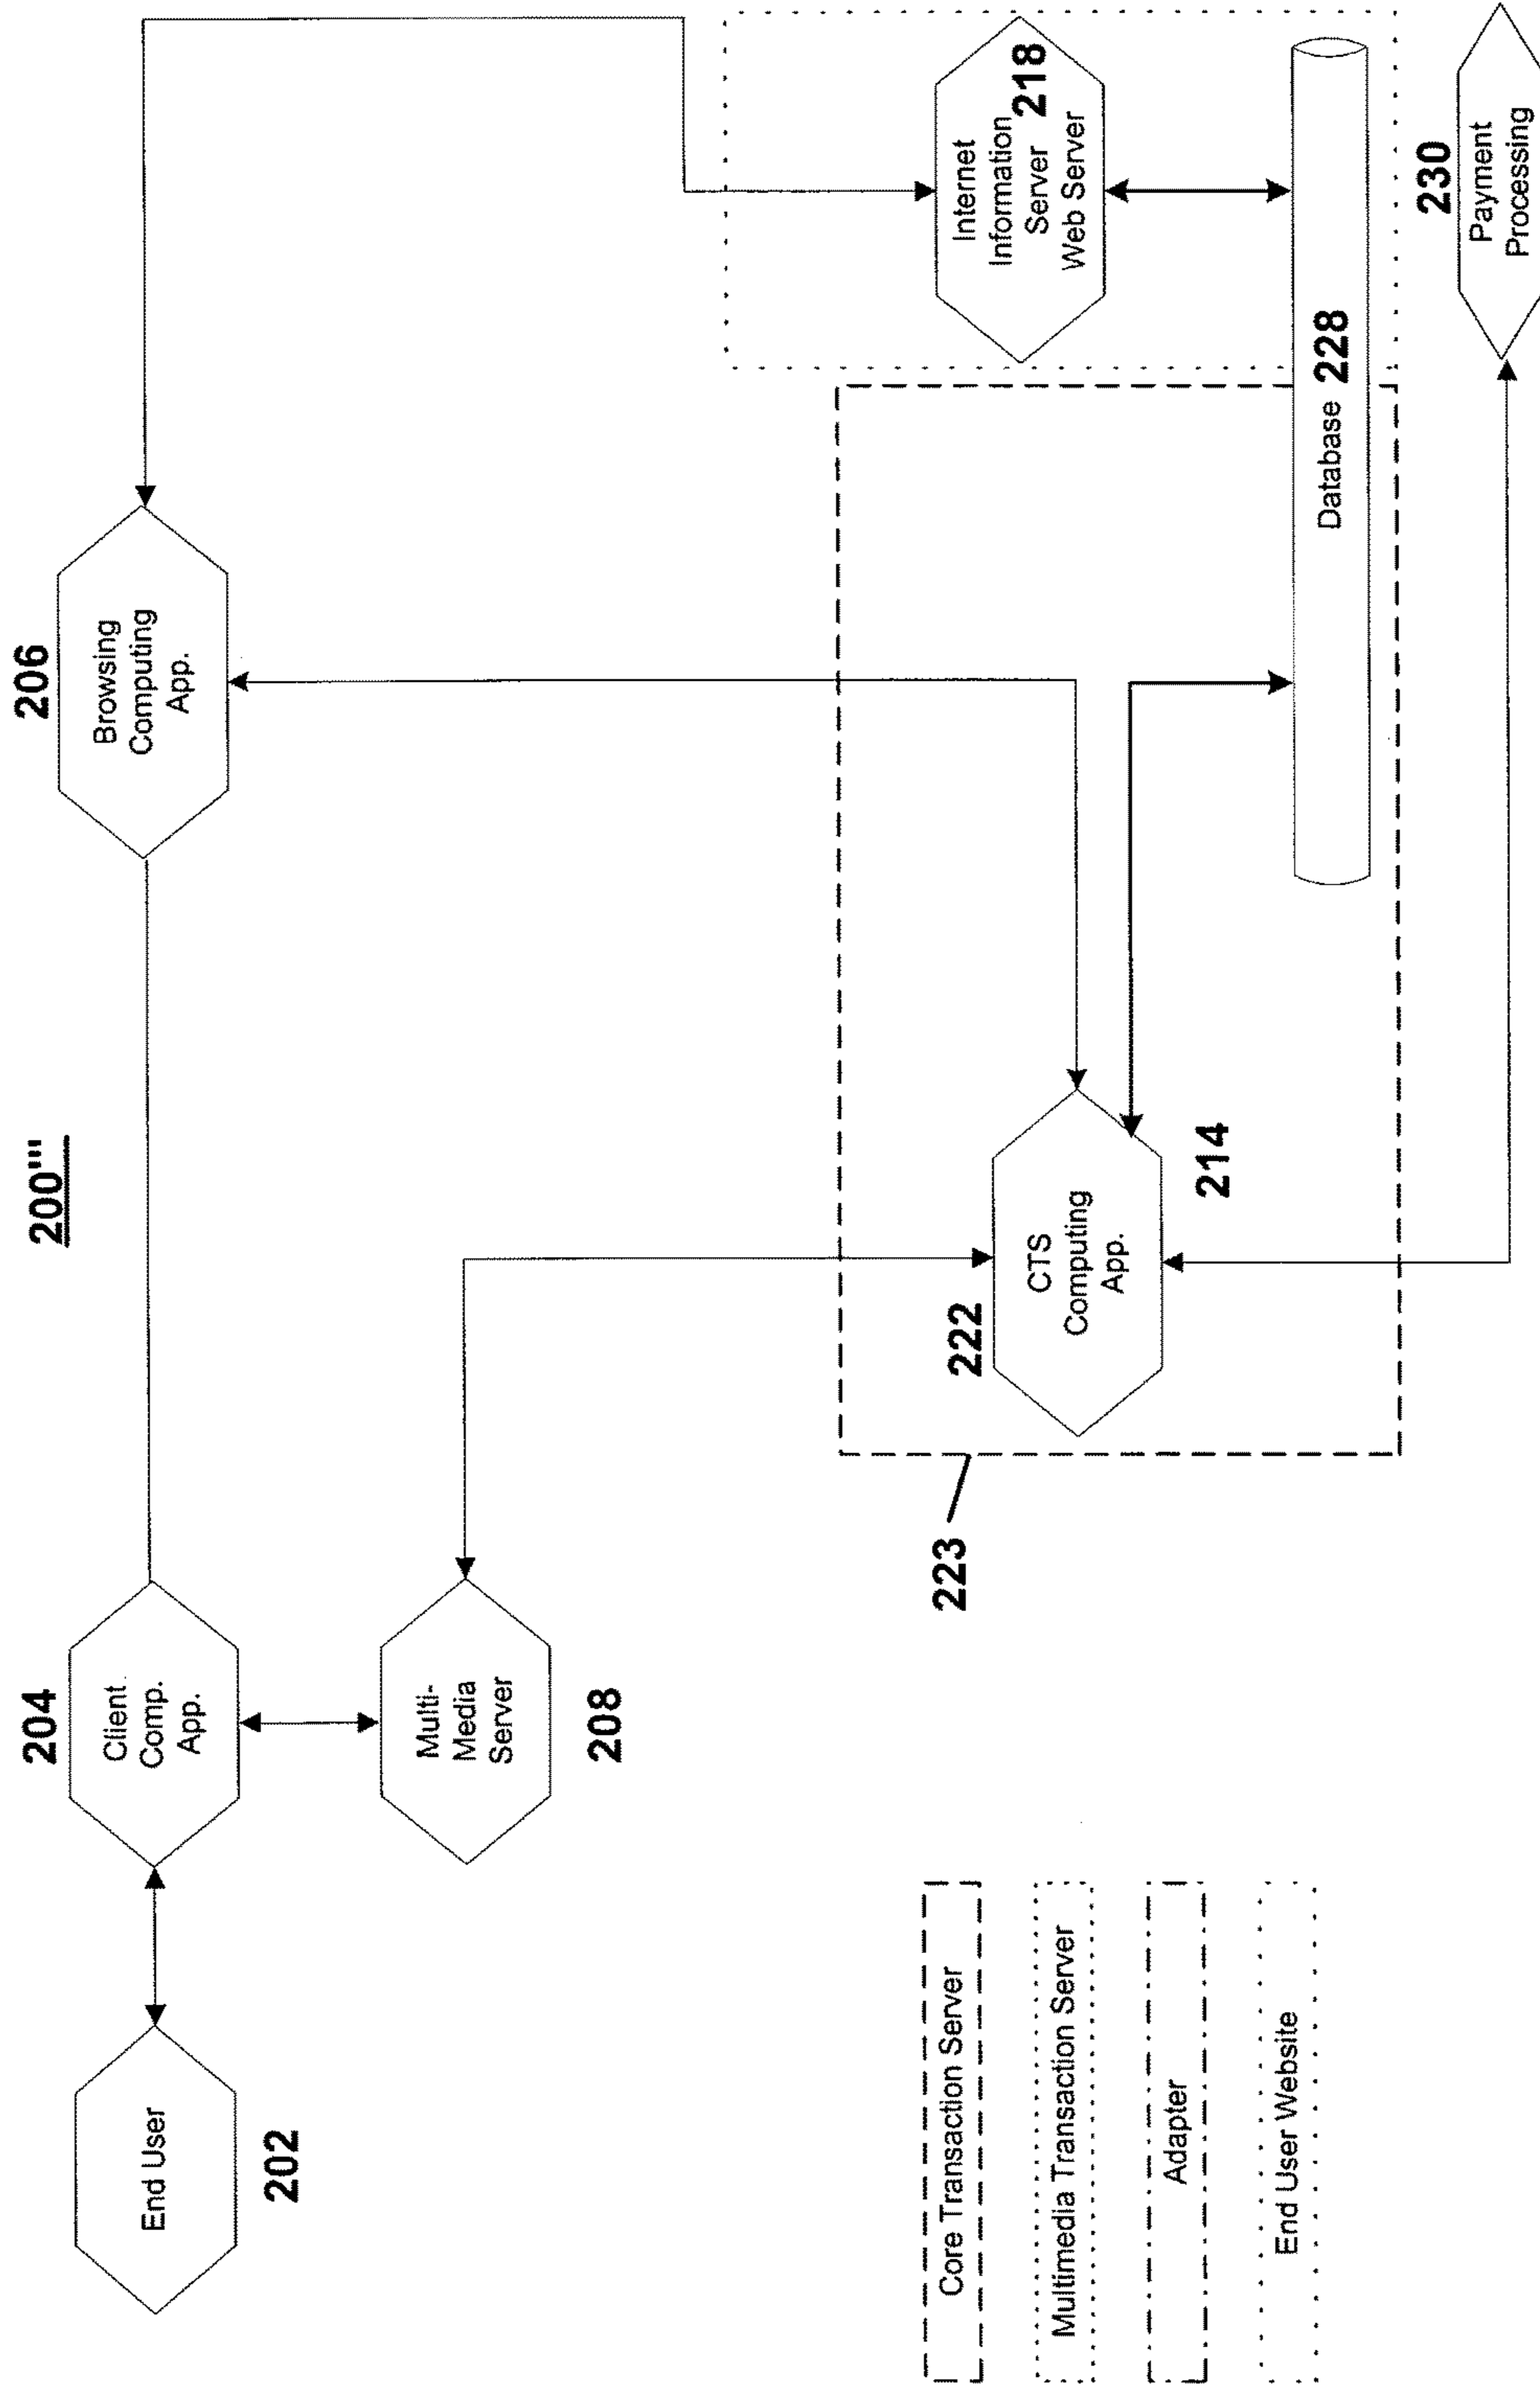 200'''
202
End User
204
Client
Comp.
App.
206
Browsing
Computing
App.
Multi-
Media
Server
208
223
222
CTS
Computing
App.
214
Internet
Information
Server 218
Web Server
Database 228
230
Payment
Processing
Core Transaction Server
Multimedia Transaction Server
Adapter
End User Website